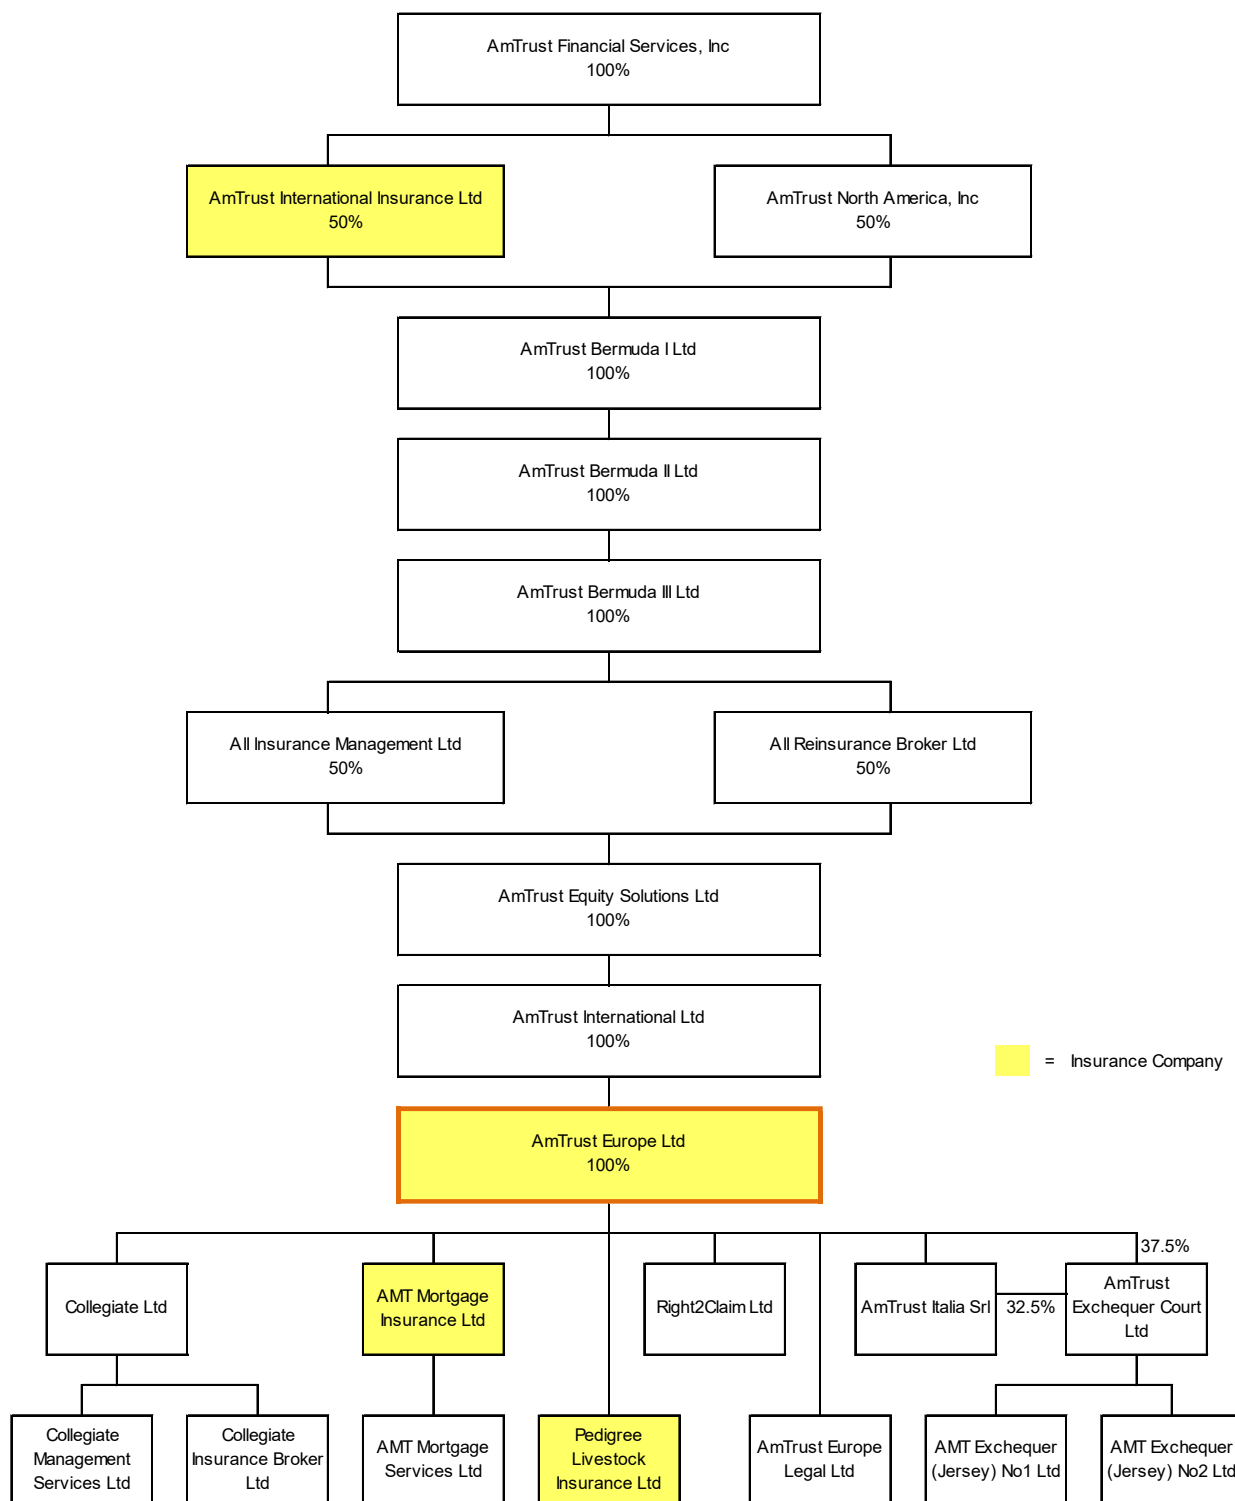 AmTrust Financial Services, Inc
100%
AmTrust International Insurance Ltd
50%
AmTrust North America, Inc
50%
AmTrust Bermuda I Ltd
100%
AmTrust Bermuda II Ltd
100%
AmTrust Bermuda III Ltd
100%
AII Insurance Management Ltd
50%
AII Reinsurance Broker Ltd
50%
AmTrust Equity Solutions Ltd
100%
AmTrust International Ltd
100%
= Insurance Company
AmTrust Europe Ltd
100%
37.5%
Collegiate Ltd
AMT Mortgage
Insurance Ltd
Right2Claim Ltd
AmTrust Italia Srl
32.5%
AmTrust
Exchequer Court
Ltd
Collegiate
Management
Services Ltd
Collegiate
Insurance Broker
Ltd
AMT Mortgage
Services Ltd
Pedigree
Livestock
Insurance Ltd
AmTrust Europe
Legal Ltd
AMT Exchequer
(Jersey) No1 Ltd
AMT Exchequer
(Jersey) No2 Ltd